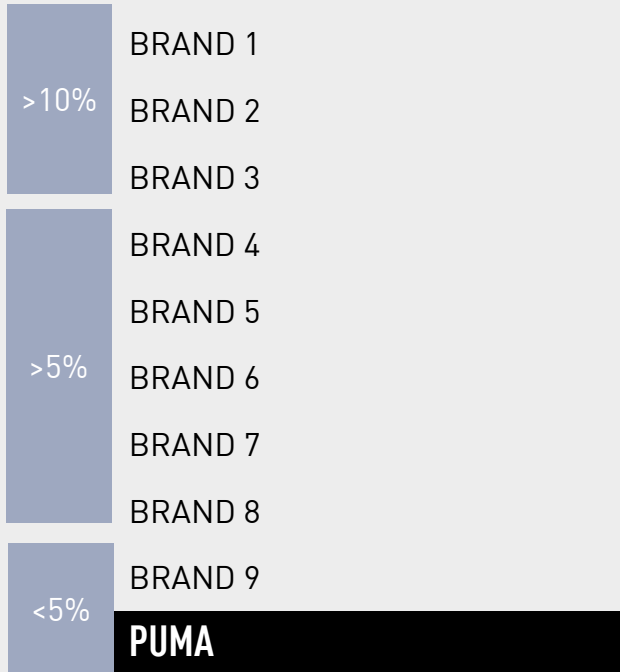 >10%
BRAND 1
BRAND 2
BRAND 3
>5%
BRAND 4
BRAND 5
BRAND 6
BRAND 7
BRAND 8
<5%
BRAND 9
PUMA